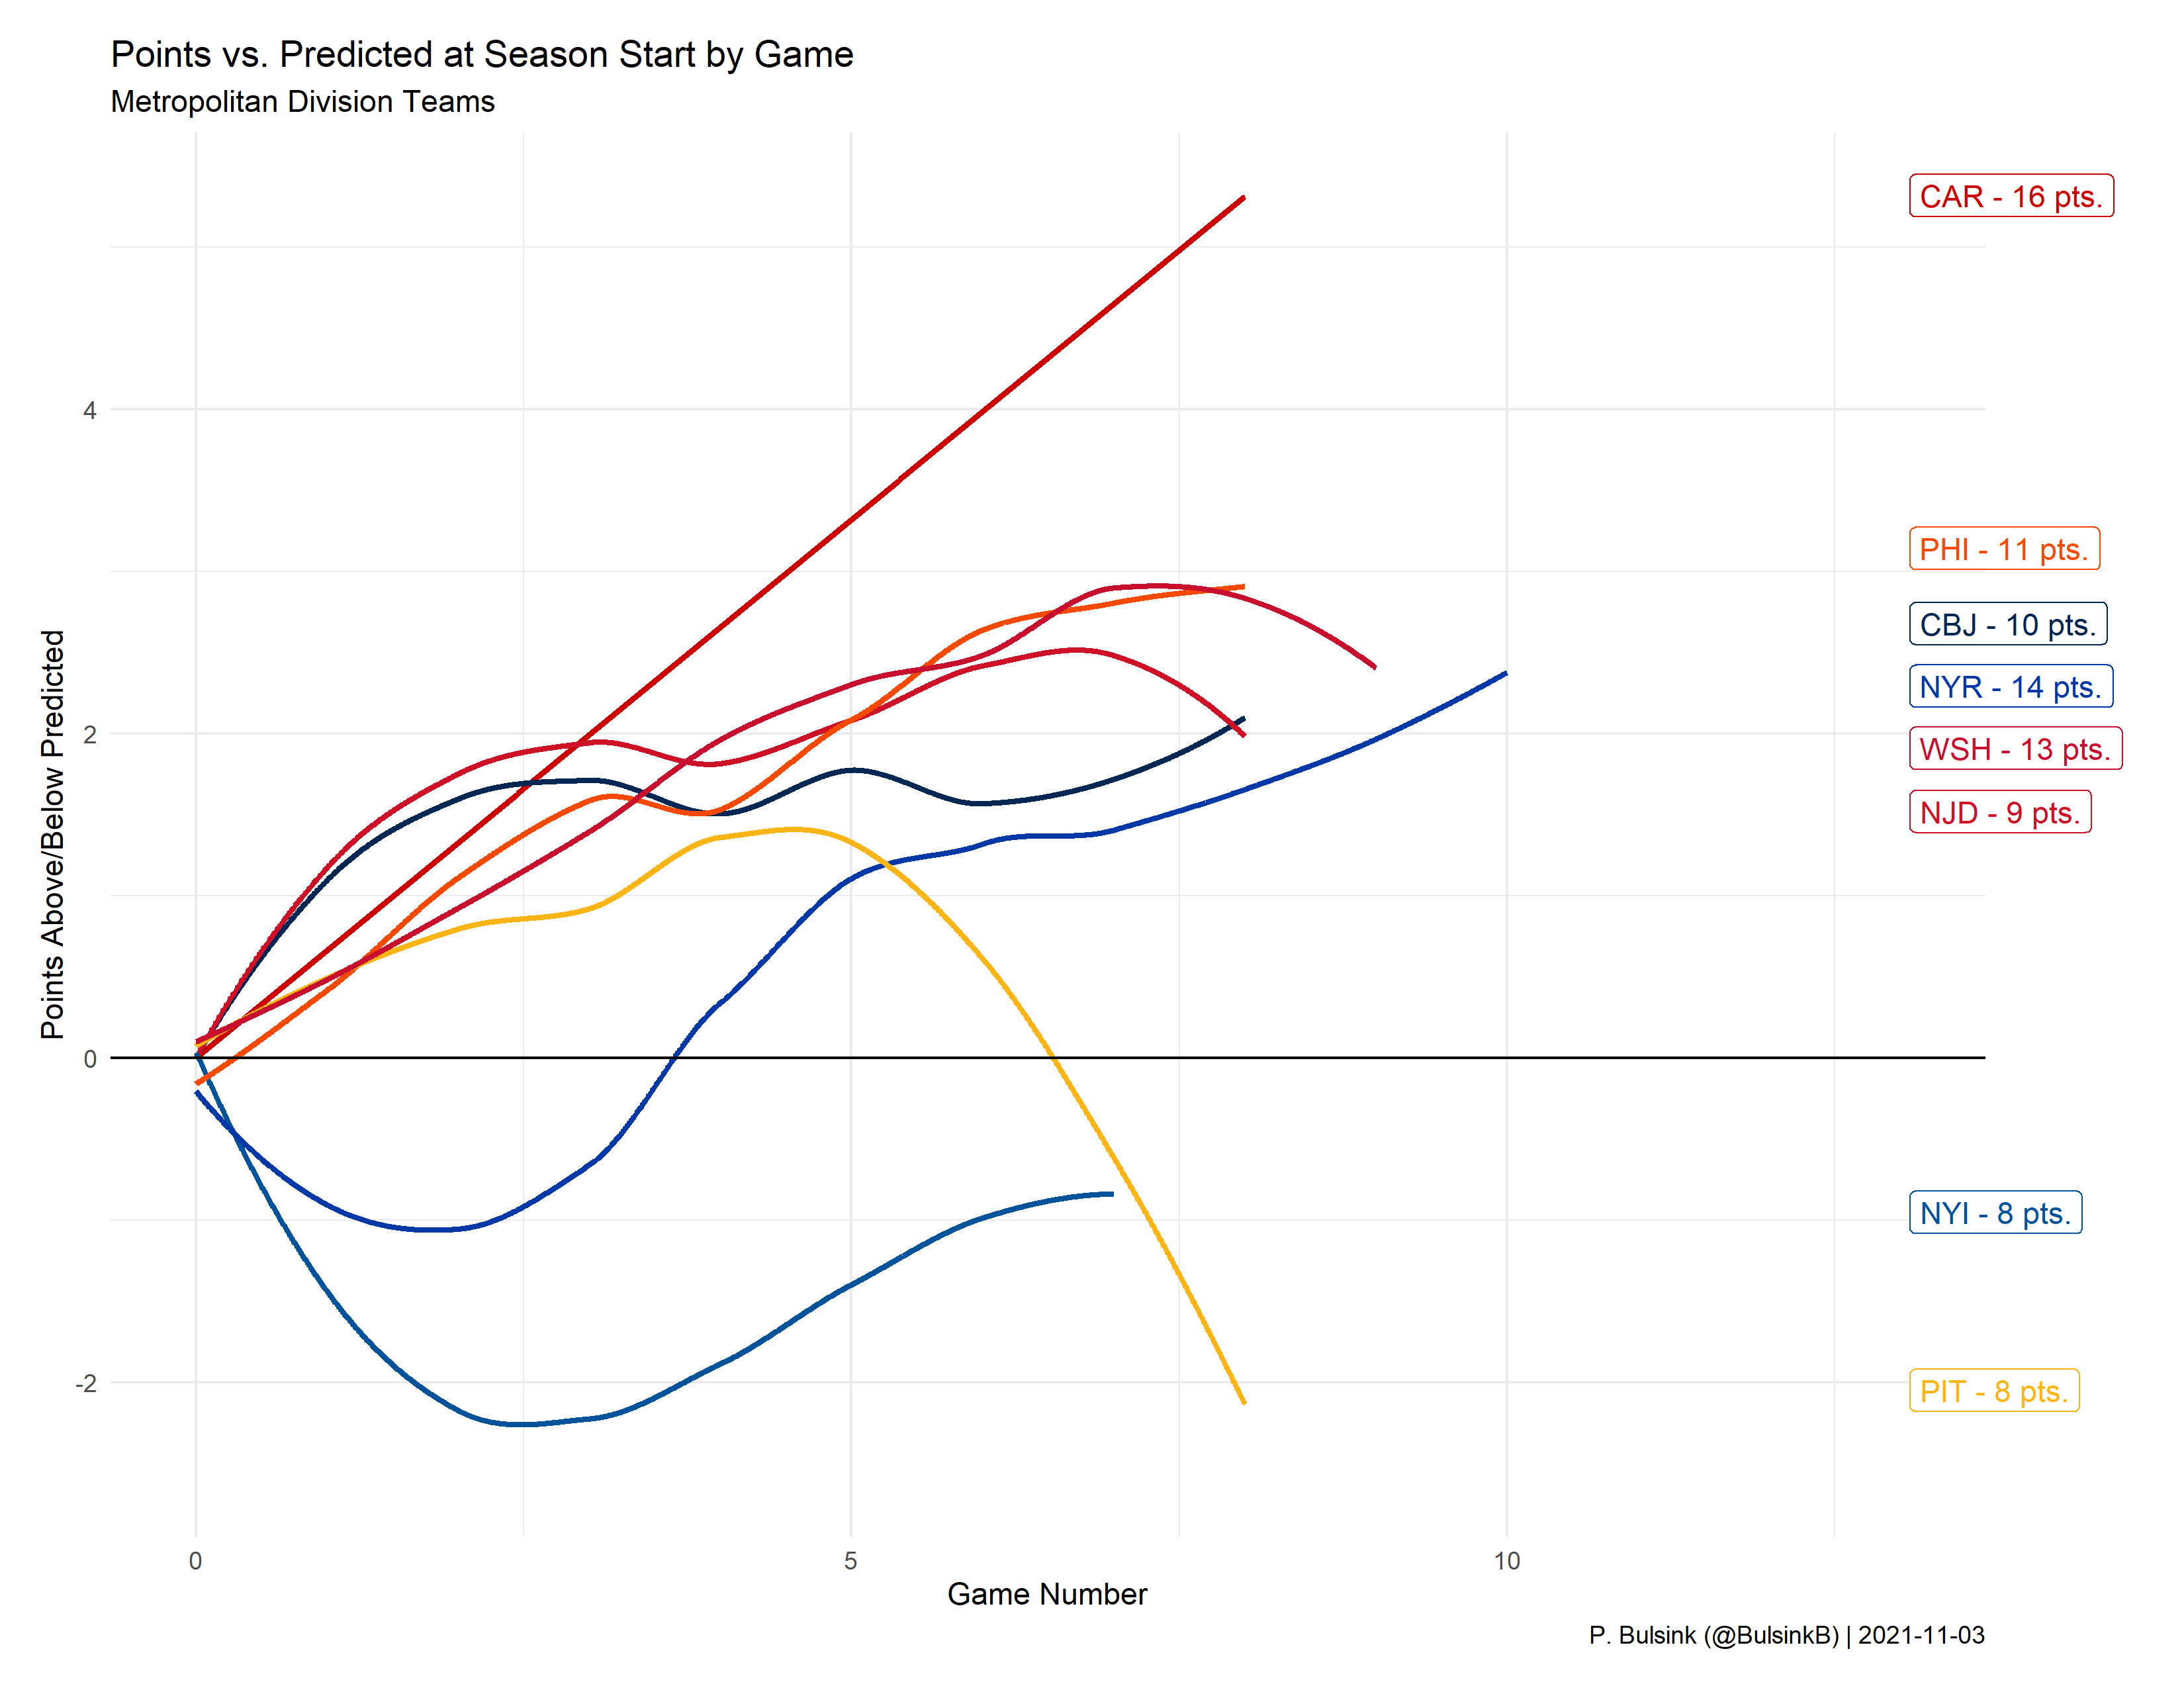 Points vs. Predicted at Season Start by Game
Metropolitan Division Teams
Points Above/Below Predicted
4
2
0
-2
0
5
10
Game Number
CAR - 16 pts.
PHI - 11 pts.
CBJ - 10 pts.
NYR - 14 pts.
WSH - 13 pts.
NJD - 9 pts.
NYI - 8 pts.
PIT - 8 pts.
P. Bulsink (@BulsinkB) | 2021-11-03